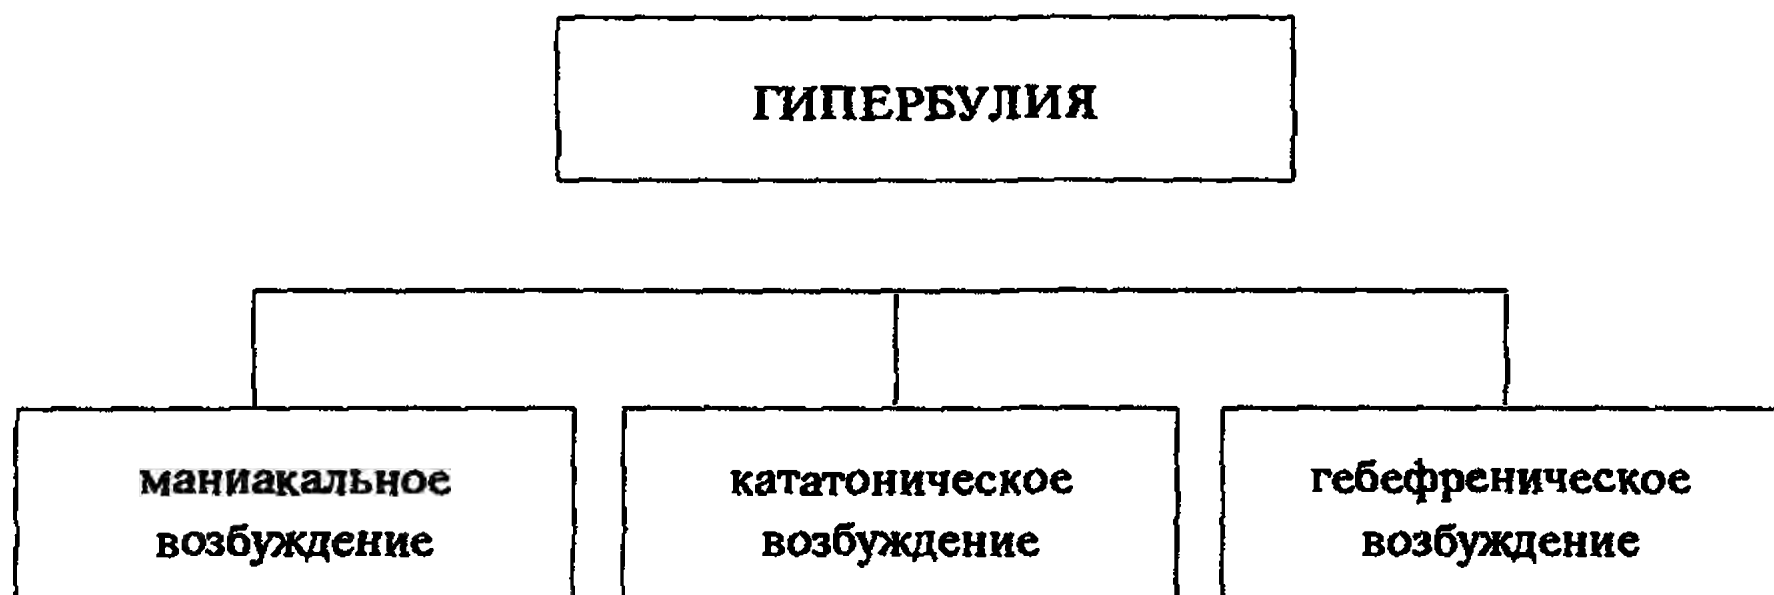 ГИПЕРБУЛИЯ
маниакальное
возбуждение
кататоническое
возбуждение
гебефреническое
возбуждение